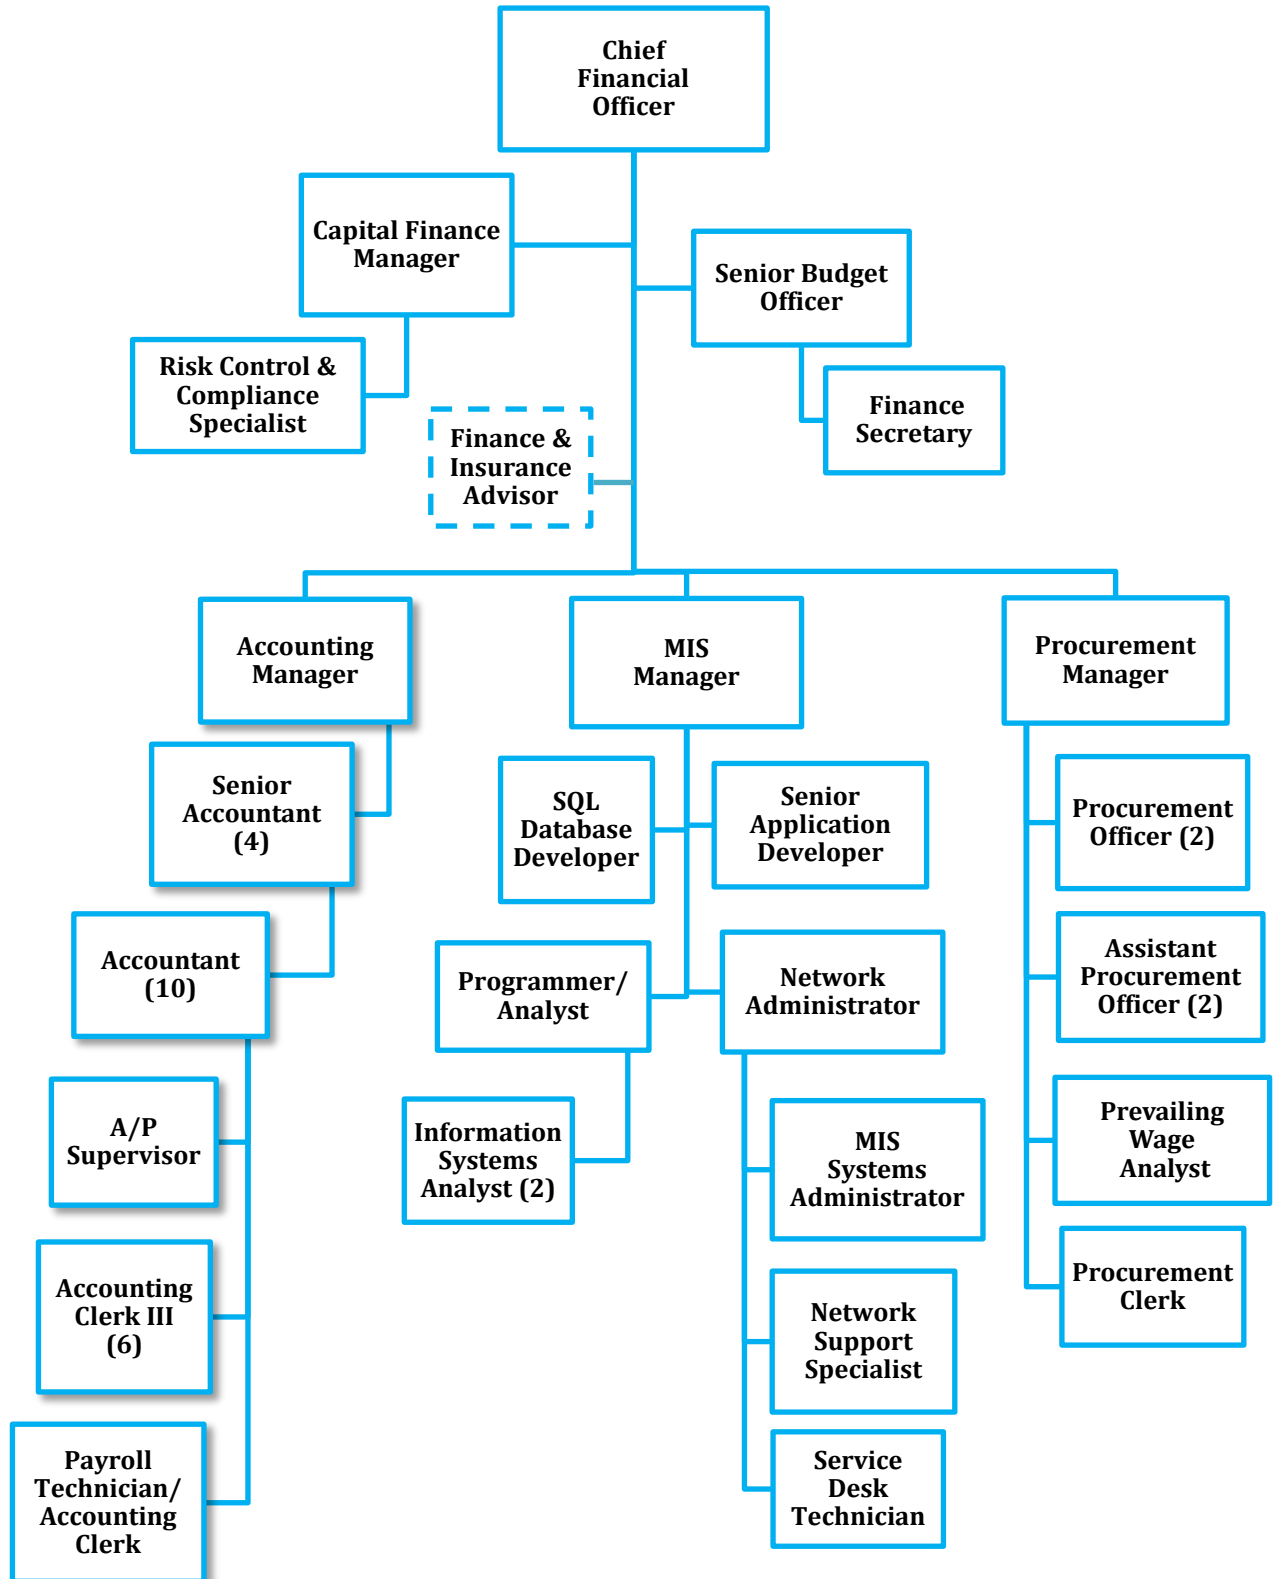 Chief
Financial
Officer
Capital Finance
Manager
Senior Budget
Officer
Risk Control &
Compliance
Specialist
Finance
Secretary
Finance &
Insurance
Advisor
Accounting
Manager
MIS
Manager
Procurement
Manager
Senior
Accountant
(4)
SQL
Database
Developer
Senior
Application
Developer
Procurement
Officer (2)
Accountant
(10)
Programmer/
Analyst
Network
Administrator
Assistant
Procurement
Officer (2)
A/P
Supervisor
Information
Systems
Analyst (2)
MIS
Systems
Administrator
Prevailing
Wage
Analyst
Accounting
Clerk III
(6)
Network
Support
Specialist
Procurement
Clerk
Payroll
Technician/
Accounting
Clerk
Service
Desk
Technician